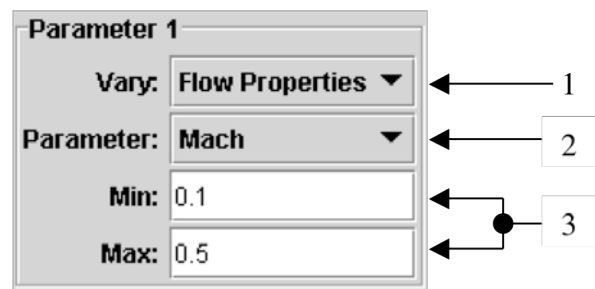 Parameter 1
Vary: Flow Properties 1
Parameter: Mach 2
Min: 0.1
3
Max: 0.5